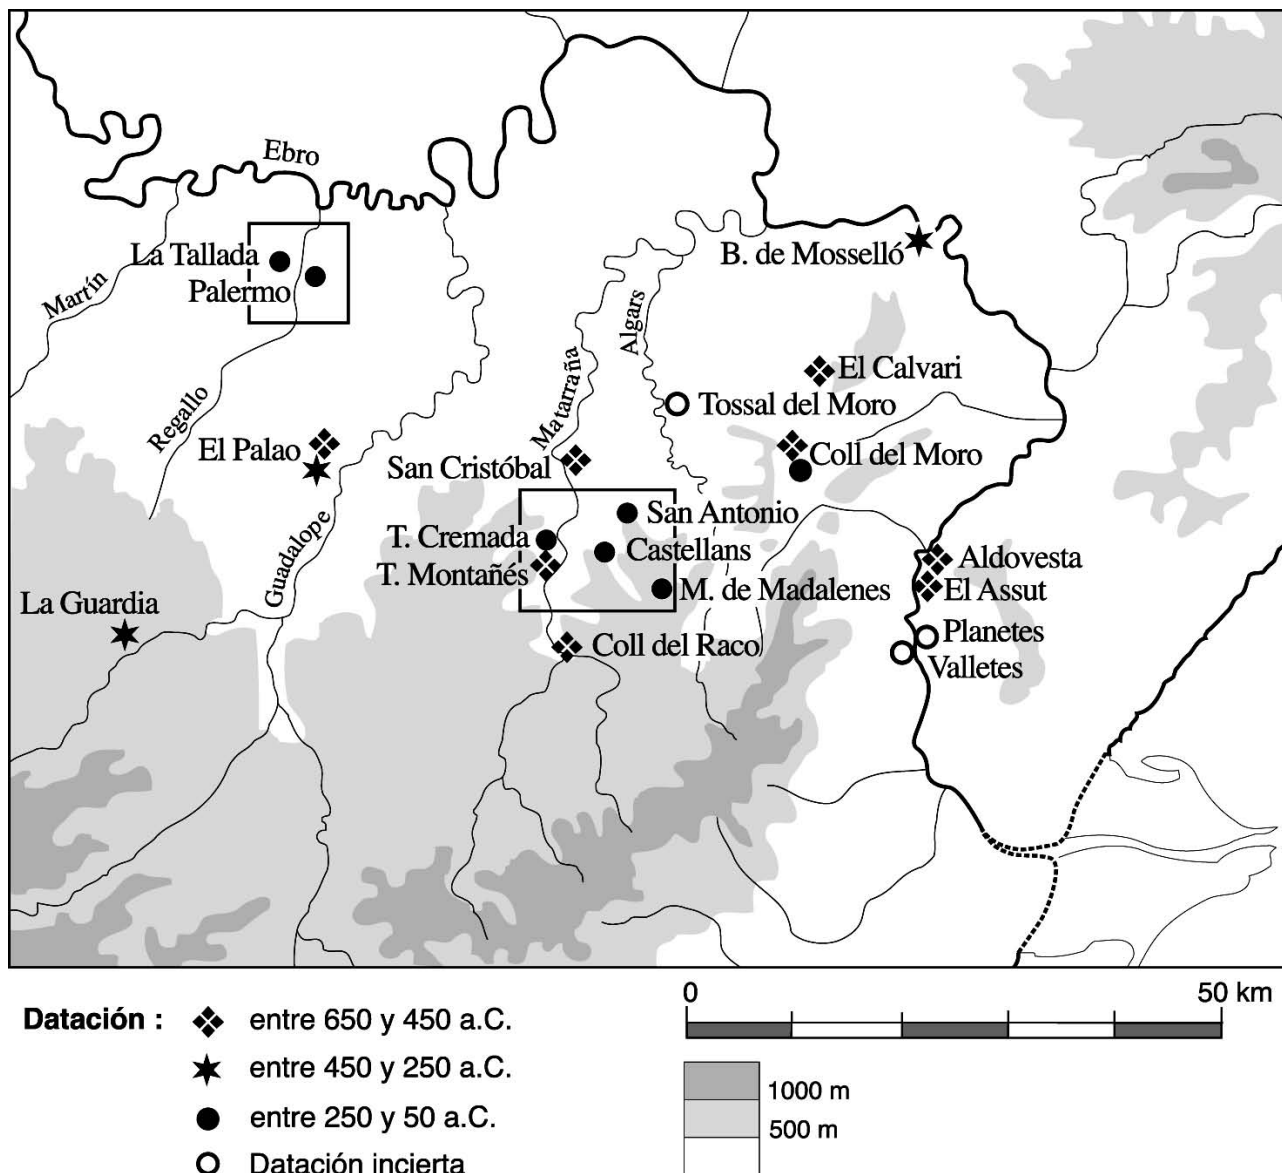 Ebro
La Tallada
Palermo
Martín
B. de Mosselló
Algars
Matarraña
El Calvari
Tossal del Moro
Regallo
El Palao
Coll del Moro
San Cristóbal
San Antonio
T. Cremada
Castellans
T. Montañés
Guadalope
Aldovesta
El Assut
M. de Madalenes
La Guardia
Planetes
Coll del Raco
Valletes
0
50 km
Datación :
entre 650 y 450 a.C.
entre 450 y 250 a.C.
entre 250 y 50 a.C.
Datación incierta
1000 m
500 m